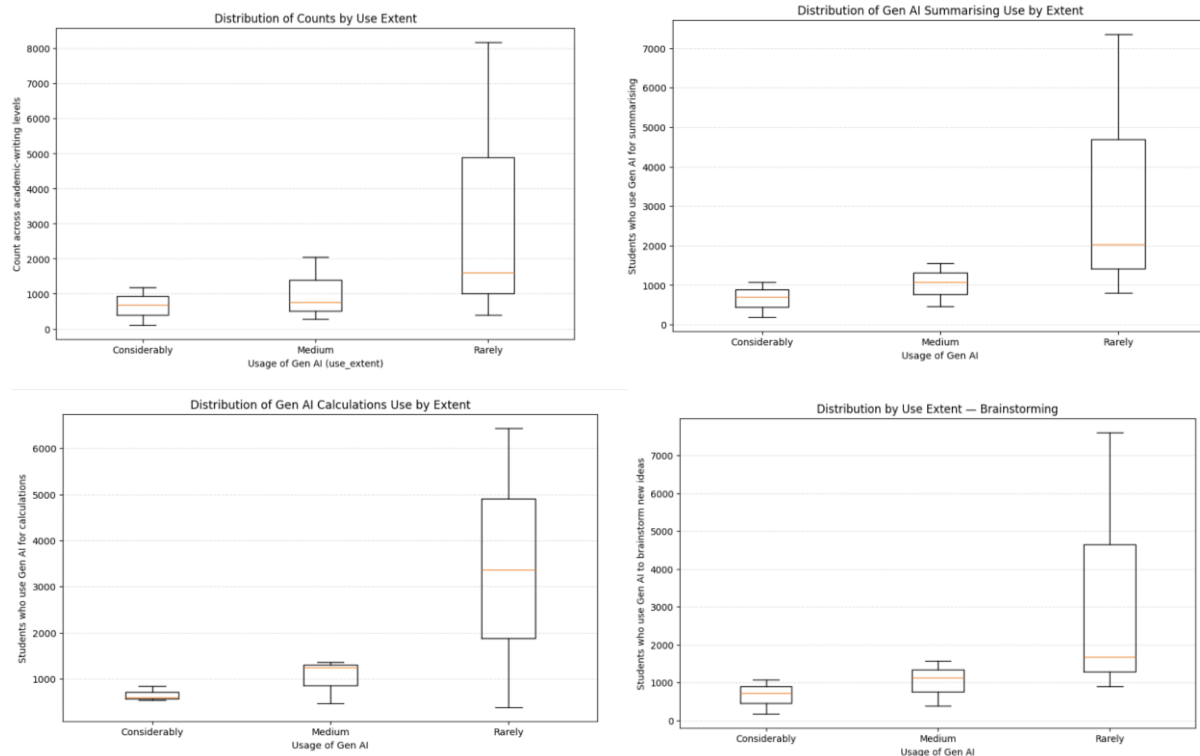 Distribution of Counts by Use Extent
Count across academic-writing levels
8000
7000
6000
5000
4000
3000
2000
1000
0
Considerably Medium Rarely
Usage of Gen AI (use_extent)
Distribution of Gen AI Summarising Use by Extent
Students who use Gen AI for summarising
7000
6000
5000
4000
3000
2000
1000
0
Considerably Medium Rarely
Usage of Gen AI
Distribution of Gen AI Calculations Use by Extent
Students who use Gen AI for calculations
6000
5000
4000
3000
2000
1000
Considerably Medium Rarely
Usage of Gen AI
Distribution by Use Extent — Brainstorming
Students who use Gen AI to brainstorm new ideas
7000
6000
5000
4000
3000
2000
1000
0
Considerably Medium Rarely
Usage of Gen AI